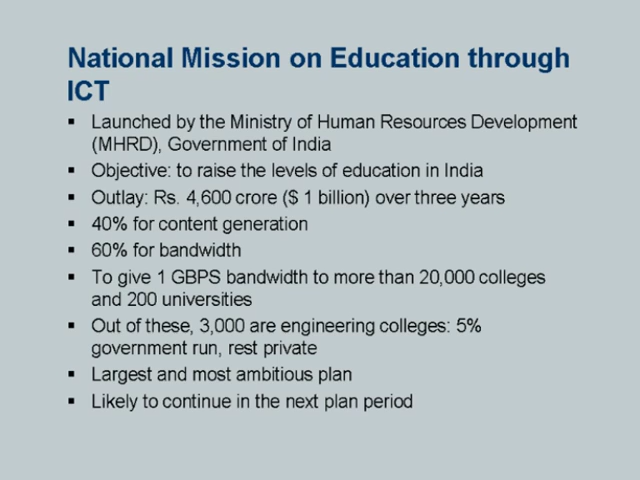 National Mission on Education through
ICT
▪ Launched by the Ministry of Human Resources Development
(MHRD), Government of India
▪ Objective: to raise the levels of education in India
▪ Outlay: Rs. 4,600 crore ($ 1 billion) over three years
▪ 40% for content generation
▪ 60% for bandwidth
▪ To give 1 GBPS bandwidth to more than 20,000 colleges
and 200 universities
▪ Out of these, 3,000 are engineering colleges: 5%
government run, rest private
▪ Largest and most ambitious plan
▪ Likely to continue in the next plan period